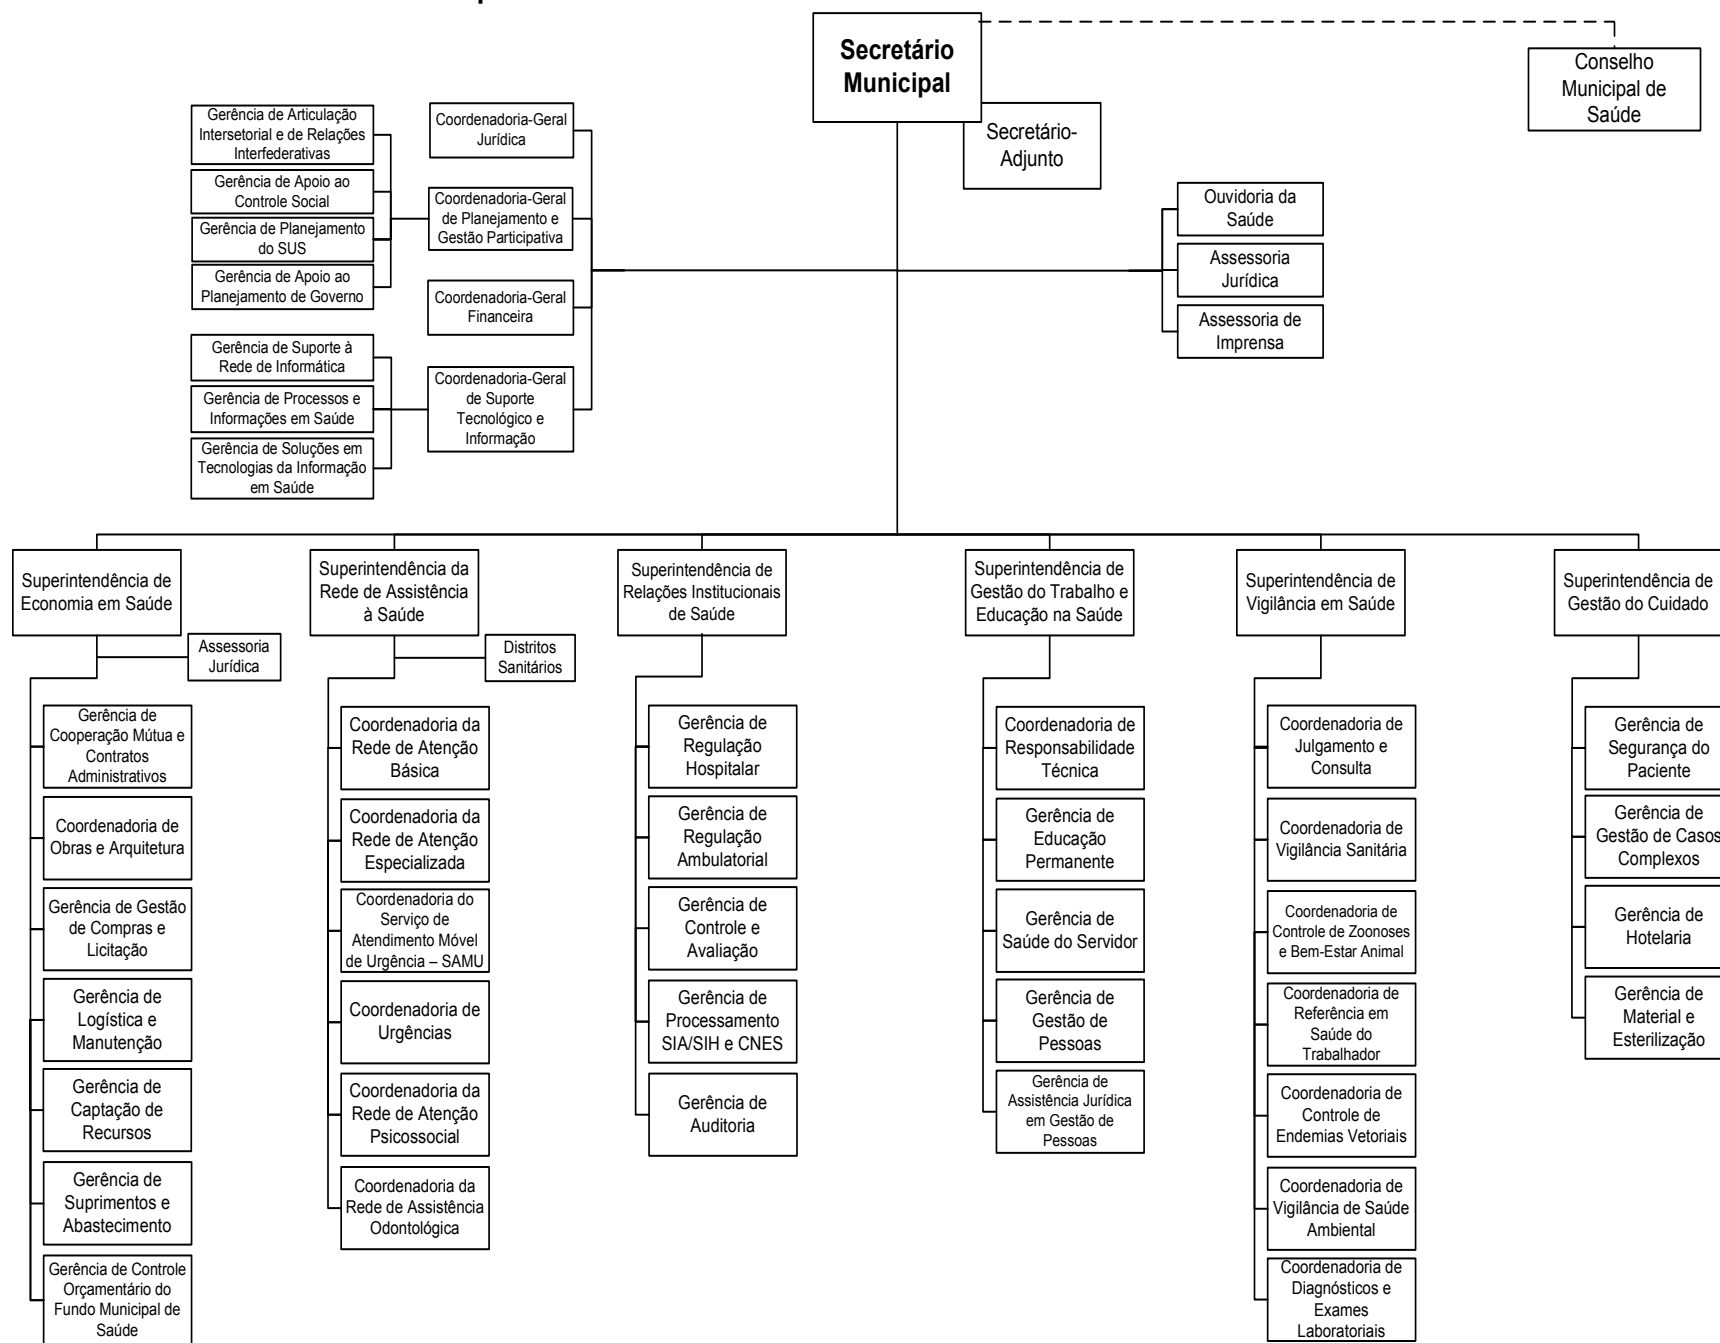 Secretário
Municipal
Conselho
Municipal de
Saúde
Secretário-
Adjunto
Gerência de Articulação
Intersetorial e de Relações
Interfederativas
Gerência de Apoio ao
Controle Social
Gerência de Planejamento
do SUS
Gerência de Apoio ao
Planejamento de Governo
Coordenadoria-Geral
Jurídica
Coordenadoria-Geral
de Planejamento e
Gestão Participativa
Coordenadoria-Geral
Financeira
Coordenadoria-Geral
de Suporte
Tecnológico e
Informação
Gerência de Suporte à
Rede de Informática
Gerência de Processos e
Informações em Saúde
Gerência de Soluções em
Tecnologias da Informação
em Saúde
Ouvidoria da
Saúde
Assessoria
Jurídica
Assessoria de
Imprensa
Superintendência de
Economia em Saúde
Assessoria
Jurídica
Gerência de
Cooperação Mútua e
Contratos
Administrativos
Coordenadoria de
Obras e Arquitetura
Gerência de Gestão
de Compras e
Licitação
Gerência de
Logística e
Manutenção
Gerência de
Captação de
Recursos
Gerência de
Suprimentos e
Abastecimento
Gerência de Controle
Orçamentário do
Fundo Municipal de
Saúde
Superintendência da
Rede de Assistência
à Saúde
Distritos
Sanitários
Coordenadoria da
Rede de Atenção
Básica
Coordenadoria da
Rede de Atenção
Especializada
Coordenadoria do
Serviço de
Atendimento Móvel
de Urgência – SAMU
Coordenadoria de
Urgências
Coordenadoria da
Rede de Atenção
Psicossocial
Coordenadoria da
Rede de Assistência
Odontológica
Superintendência de
Relações Institucionais
de Saúde
Gerência de
Regulação
Hospitalar
Gerência de
Regulação
Ambulatorial
Gerência de
Controle e
Avaliação
Gerência de
Processamento
SIA/SIH e CNES
Gerência de
Auditoria
Superintendência de
Gestão do Trabalho e
Educação na Saúde
Coordenadoria de
Responsabilidade
Técnica
Gerência de
Educação
Permanente
Gerência de
Saúde do Servidor
Gerência de
Gestão de
Pessoas
Gerência de
Assistência Jurídica
em Gestão de
Pessoas
Superintendência de
Vigilância em Saúde
Coordenadoria de
Julgamento e
Consulta
Coordenadoria de
Vigilância Sanitária
Coordenadoria de
Controle de Zoonoses
e Bem-Estar Animal
Coordenadoria de
Referência em
Saúde do
Trabalhador
Coordenadoria de
Controle de
Endemias Vetoriais
Coordenadoria de
Vigilância de Saúde
Ambiental
Coordenadoria de
Diagnósticos e
Exames
Laboratoriais
Superintendência de
Gestão do Cuidado
Gerência de
Segurança do
Paciente
Gerência de
Gestão de Casos
Complexos
Gerência de
Hotelaria
Gerência de
Material e
Esterilização